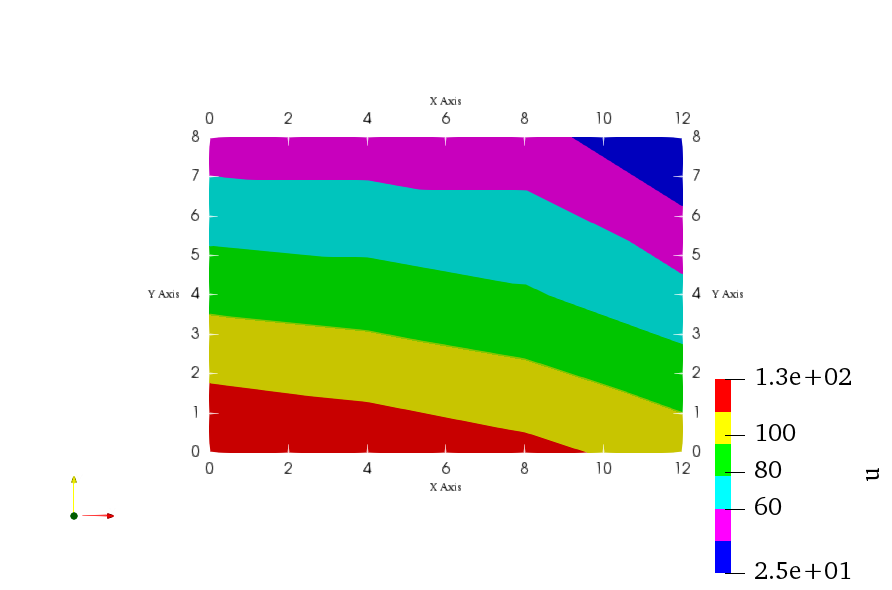 X Axis
0 2 4 6 8 10 12
8 8
7 7
6 6
5 5
Y Axis 4 4 Y Axis
3 3
2 2
1 1
0 0
0 2 4 6 8 10 12
X Axis
1.3e+02
100
80
60
2.5e+01
u